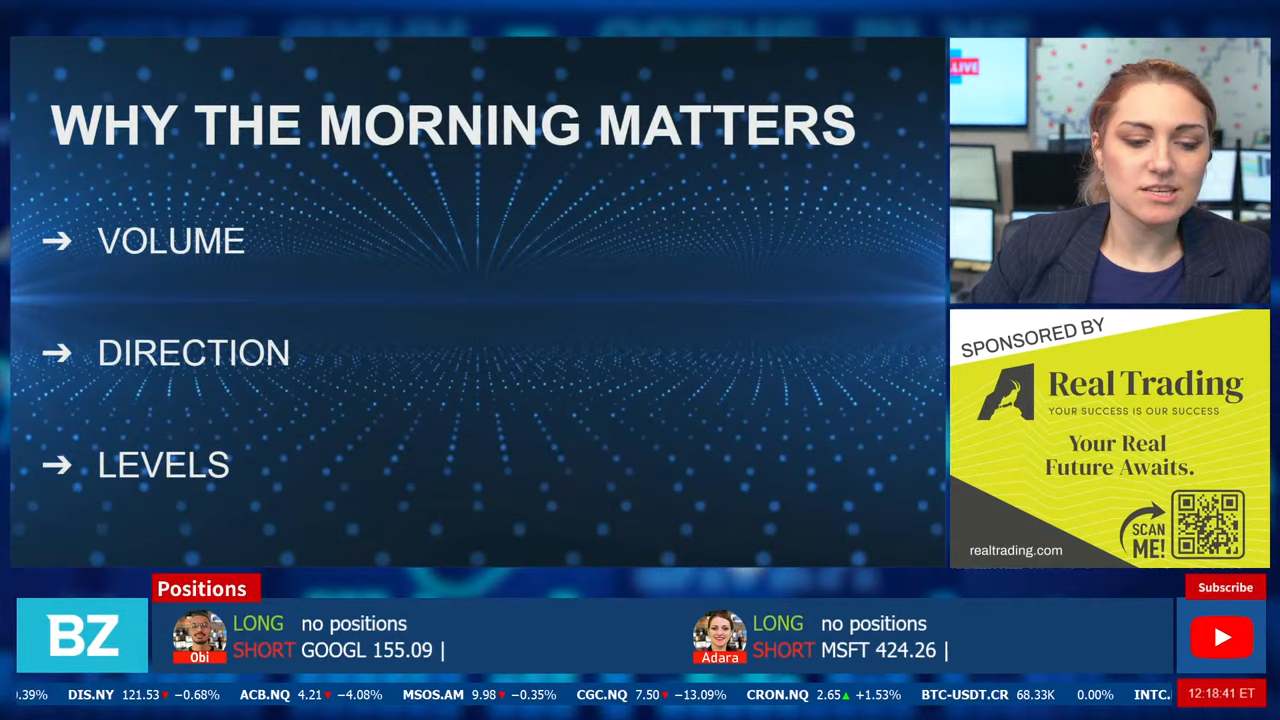 WHY THE MORNING MATTERS
➔ VOLUME
➔ DIRECTION
➔ LEVELS
LIVE
SPONSORED BY
Real Trading
YOUR SUCCESS IS OUR SUCCESS
Your Real
Future Awaits.
SCAN
ME!
realtrading.com
Positions
Subscribe
BZ
Obi
LONG no positions
SHORT GOOGL 155.09 |
Adara
LONG no positions
SHORT MSFT 424.26 |
.39% DIS.NY 121.53▼ −0.68% ACB.NQ 4.21▼ −4.08% MSOS.AM 9.98▼ −0.35% CGC.NQ 7.50▼ −13.09% CRON.NQ 2.65▲ +1.53% BTC-USDT.CR 68.33K 0.00% INTC.
12:18:41 ET